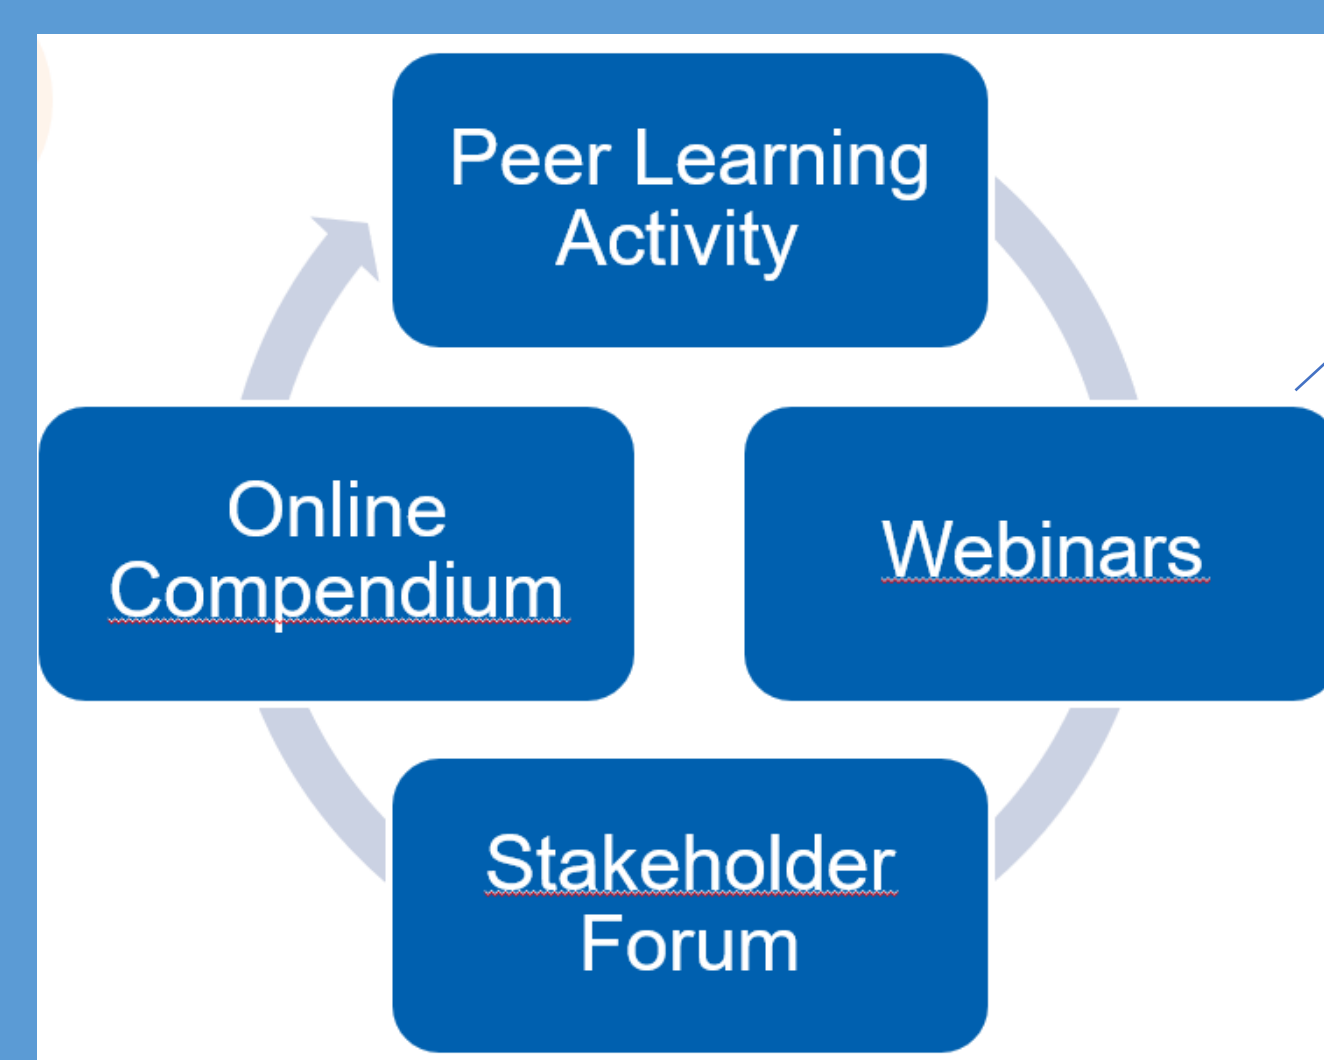 Peer Learning
Activity
Online
Compendium
Webinars
Stakeholder
Forum